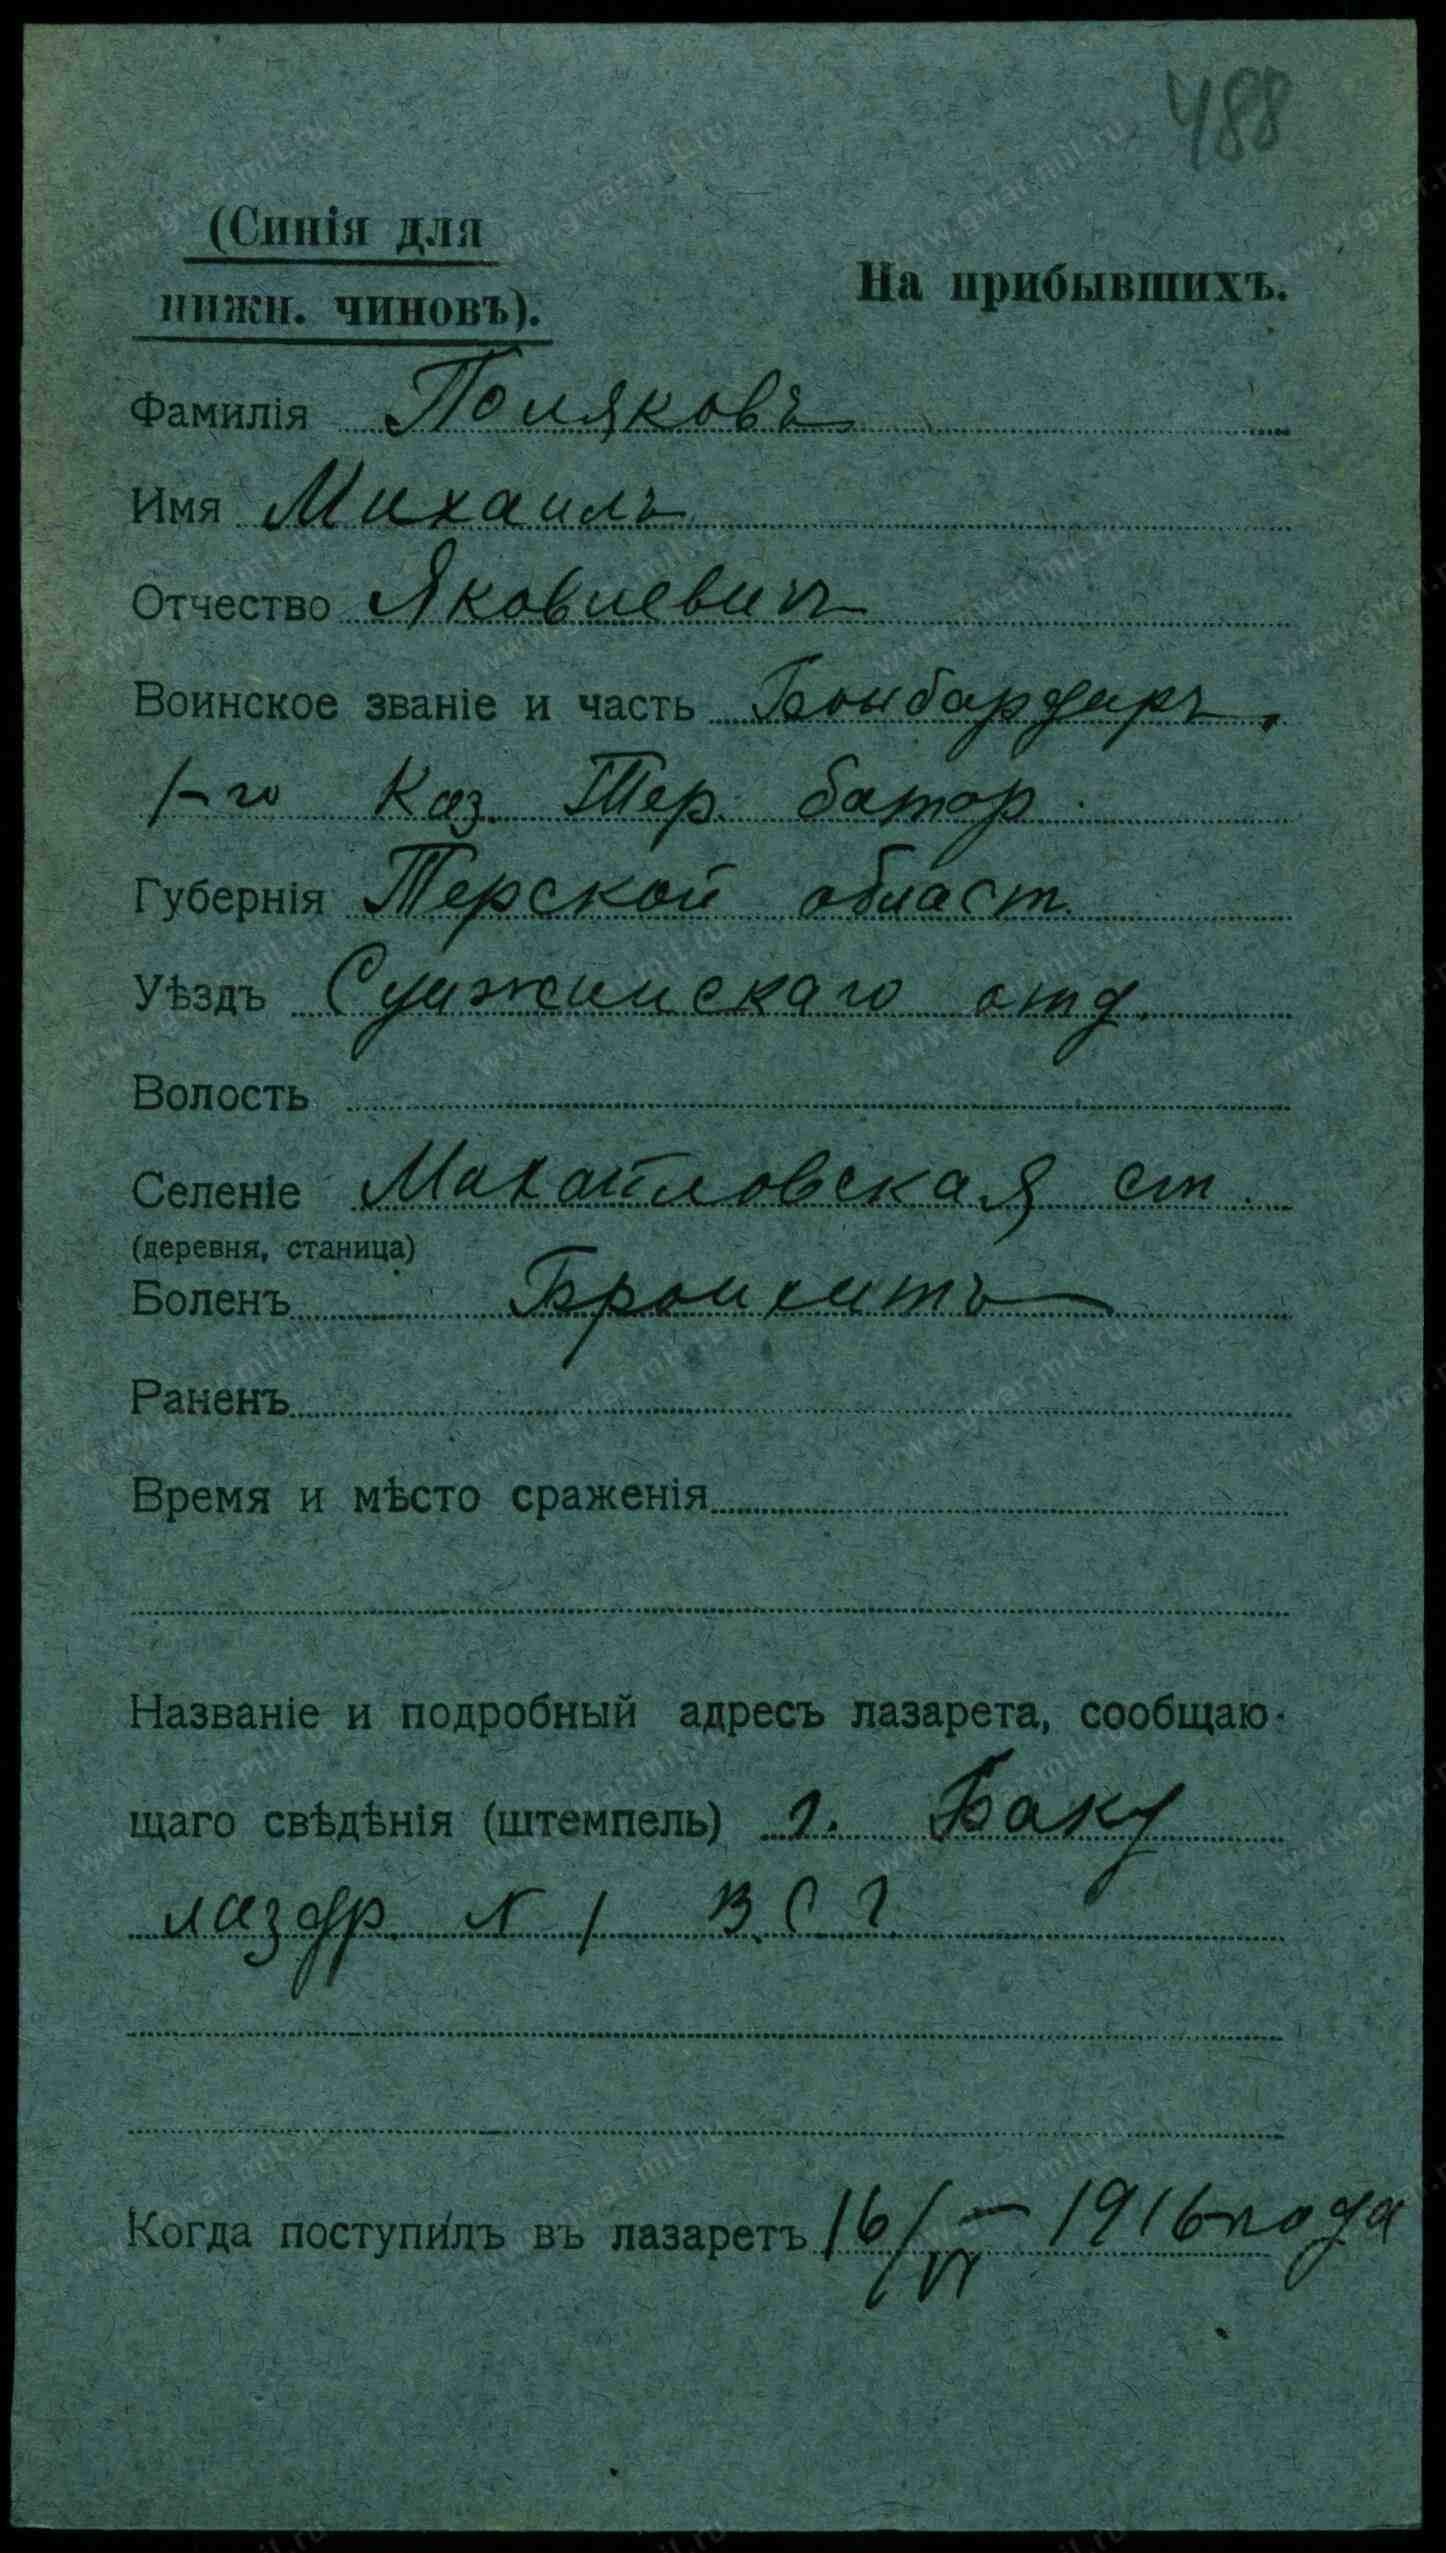 488
(Синія для
нижн. чиновъ).
На прибывшихъ.
Фамилія Поляковъ
Имя Михаилъ
Отчество Яковлевичъ
Воинское званіе и часть Бомбардиръ,
1-го Каз. Тер. батар.
Губернія Терской област.
Уѣздъ Сунженскаго отд.
Волость
Селеніе Михайловская ст.
(деревня, станица)
Боленъ Бронхитъ
Раненъ
Время и мѣсто сраженія
Названіе и подробный адресъ лазарета, сообщаю-
щаго свѣдѣнія (штемпель) г. Баку
лазар. № 1 В. С. Г.
Когда поступилъ въ лазаретъ 16/VI - 1916 года